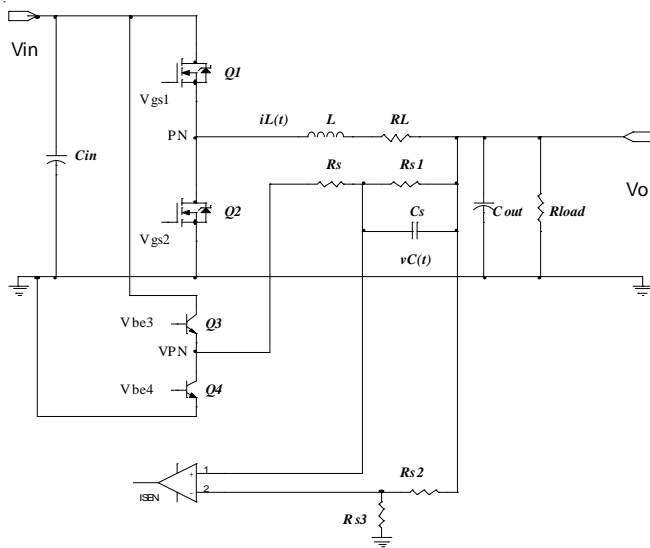 Vin
Q1
Vgs1
iL(t) L RL
PN
Cin
Rs Rs1
Vo
Q2
Cs
Cout Rload
Vgs2
vC(t)
Vbe3 Q3
VPN
Vbe4 Q4
1
Rs2
ISEN
2
Rs3